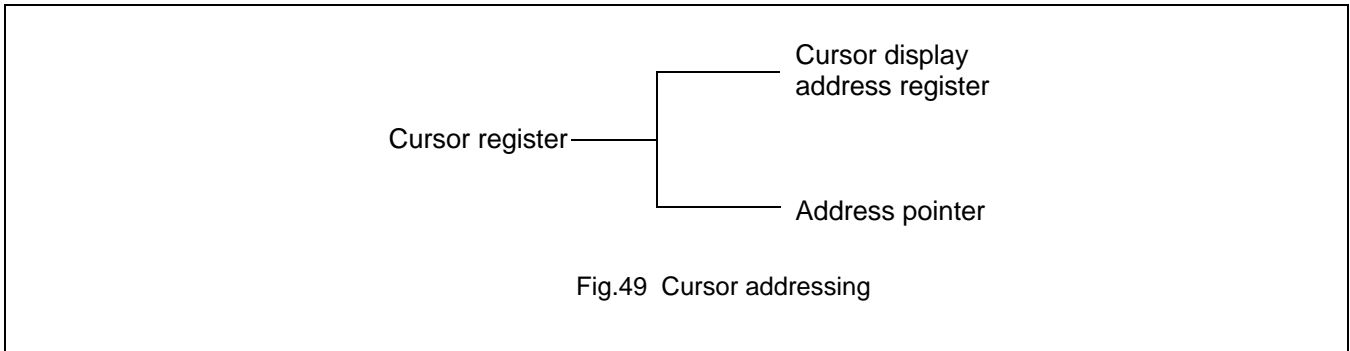 Cursor display
address register
Cursor register
Address pointer
Fig.49 Cursor addressing